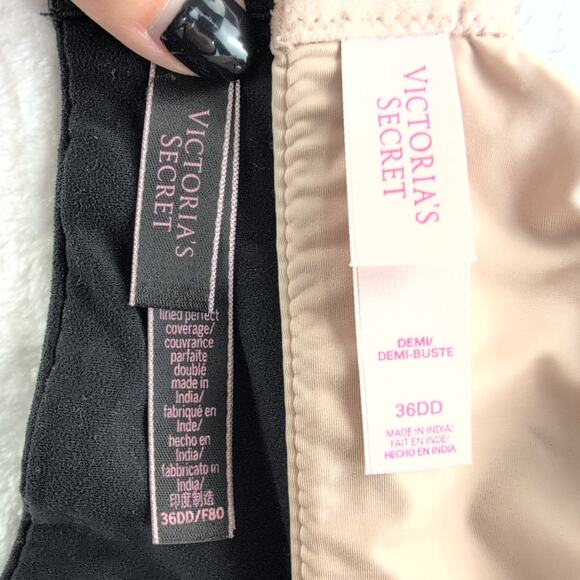 VICTORIA'S
SECRET
lined perfect
coverage/
couvrance
parfaite
doublé
made in
India/
fabriqué en
Inde/
hecho en
India/
fabbricato in
India/
印度制造
36DD/F80
VICTORIA'S
SECRET
DEMI/
DEMI-BUSTE
36DD
MADE IN INDIA/
FAIT EN INDE/
HECHO EN INDIA